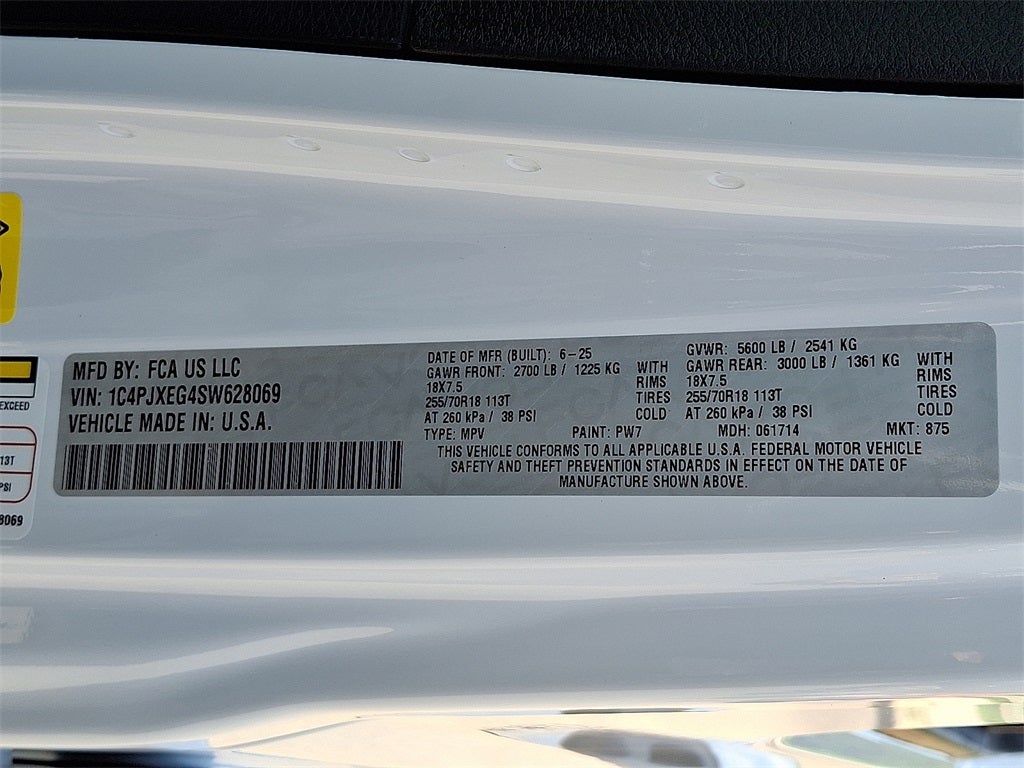 MFD BY: FCA US LLC
VIN: 1C4PJXEG4SW628069
VEHICLE MADE IN: U.S.A.
DATE OF MFR (BUILT): 6-25
GAWR FRONT: 2700 LB / 1225 KG
18X7.5
255/70R18 113T
AT 260 kPa / 38 PSI
WITH
RIMS
TIRES
COLD
GVWR: 5600 LB / 2541 KG
GAWR REAR: 3000 LB / 1361 KG
18X7.5
255/70R18 113T
AT 260 kPa / 38 PSI
WITH
RIMS
TIRES
COLD
TYPE: MPV PAINT: PW7 MDH: 061714 MKT: 875
THIS VEHICLE CONFORMS TO ALL APPLICABLE U.S.A. FEDERAL MOTOR VEHICLE
SAFETY AND THEFT PREVENTION STANDARDS IN EFFECT ON THE DATE OF
MANUFACTURE SHOWN ABOVE.
EXCEED
13T
PSI
8069